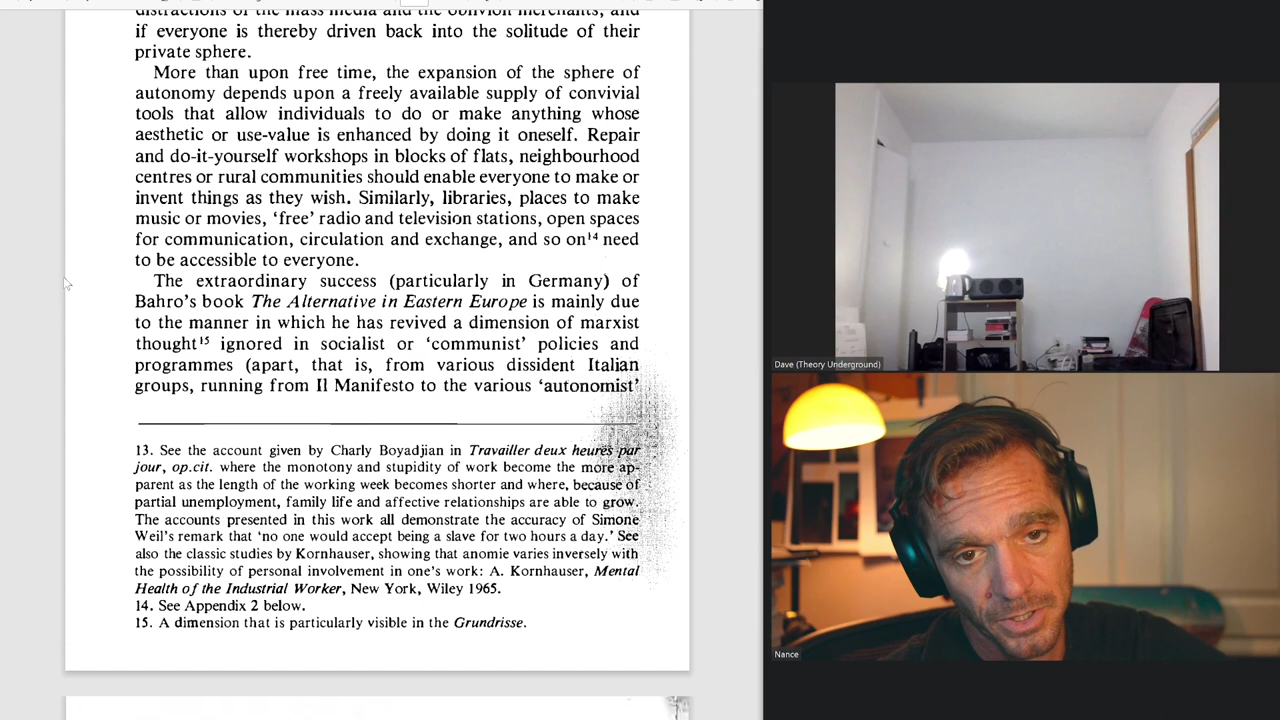 distractions of the mass media and the oblivion merchants, and
if everyone is thereby driven back into the solitude of their
private sphere.
More than upon free time, the expansion of the sphere of
autonomy depends upon a freely available supply of convivial
tools that allow individuals to do or make anything whose
aesthetic or use-value is enhanced by doing it oneself. Repair
and do-it-yourself workshops in blocks of flats, neighbourhood
centres or rural communities should enable everyone to make or
invent things as they wish. Similarly, libraries, places to make
music or movies, ‘free’ radio and television stations, open spaces
for communication, circulation and exchange, and so on¹⁴ need
to be accessible to everyone.
The extraordinary success (particularly in Germany) of
Bahro’s book The Alternative in Eastern Europe is mainly due
to the manner in which he has revived a dimension of marxist
thought¹⁵ ignored in socialist or ‘communist’ policies and
programmes (apart, that is, from various dissident Italian
groups, running from Il Manifesto to the various ‘autonomist’
13. See the account given by Charly Boyadjian in Travailler deux heures par
jour, op.cit. where the monotony and stupidity of work become the more ap-
parent as the length of the working week becomes shorter and where, because of
partial unemployment, family life and affective relationships are able to grow.
The accounts presented in this work all demonstrate the accuracy of Simone
Weil’s remark that ‘no one would accept being a slave for two hours a day.’ See
also the classic studies by Kornhauser, showing that anomie varies inversely with
the possibility of personal involvement in one’s work: A. Kornhauser, Mental
Health of the Industrial Worker, New York, Wiley 1965.
14. See Appendix 2 below.
15. A dimension that is particularly visible in the Grundrisse.
Dave (Theory Underground)
Nance